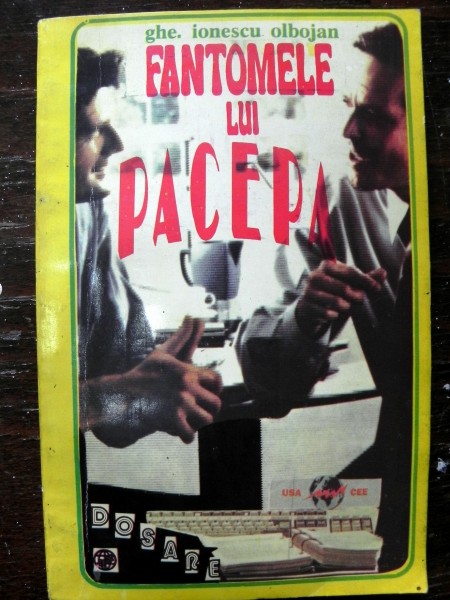 ghe. ionescu olbojan
FANTOMELE
LUI
PACEPA
USA CEE
DOSARE